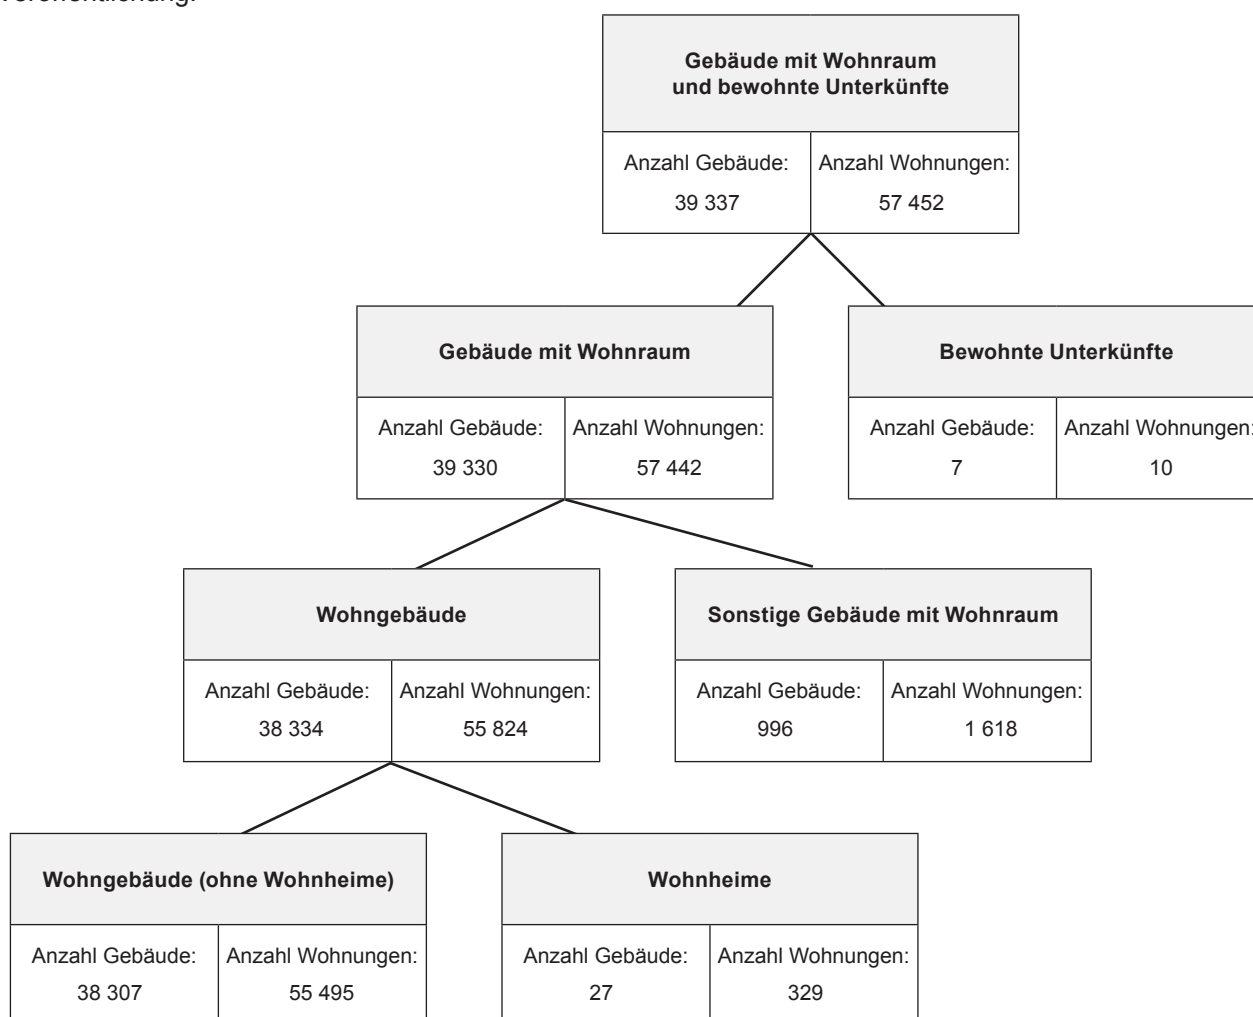 Veröffentlichung.
Gebäude mit Wohnraum
und bewohnte Unterkünfte
Anzahl Gebäude: Anzahl Wohnungen:
39 337 57 452
Gebäude mit Wohnraum Bewohnte Unterkünfte
Anzahl Gebäude: Anzahl Wohnungen: Anzahl Gebäude: Anzahl Wohnungen:
39 330 57 442 7 10
Wohngebäude Sonstige Gebäude mit Wohnraum
Anzahl Gebäude: Anzahl Wohnungen: Anzahl Gebäude: Anzahl Wohnungen:
38 334 55 824 996 1 618
Wohngebäude (ohne Wohnheime) Wohnheime
Anzahl Gebäude: Anzahl Wohnungen: Anzahl Gebäude: Anzahl Wohnungen:
38 307 55 495 27 329